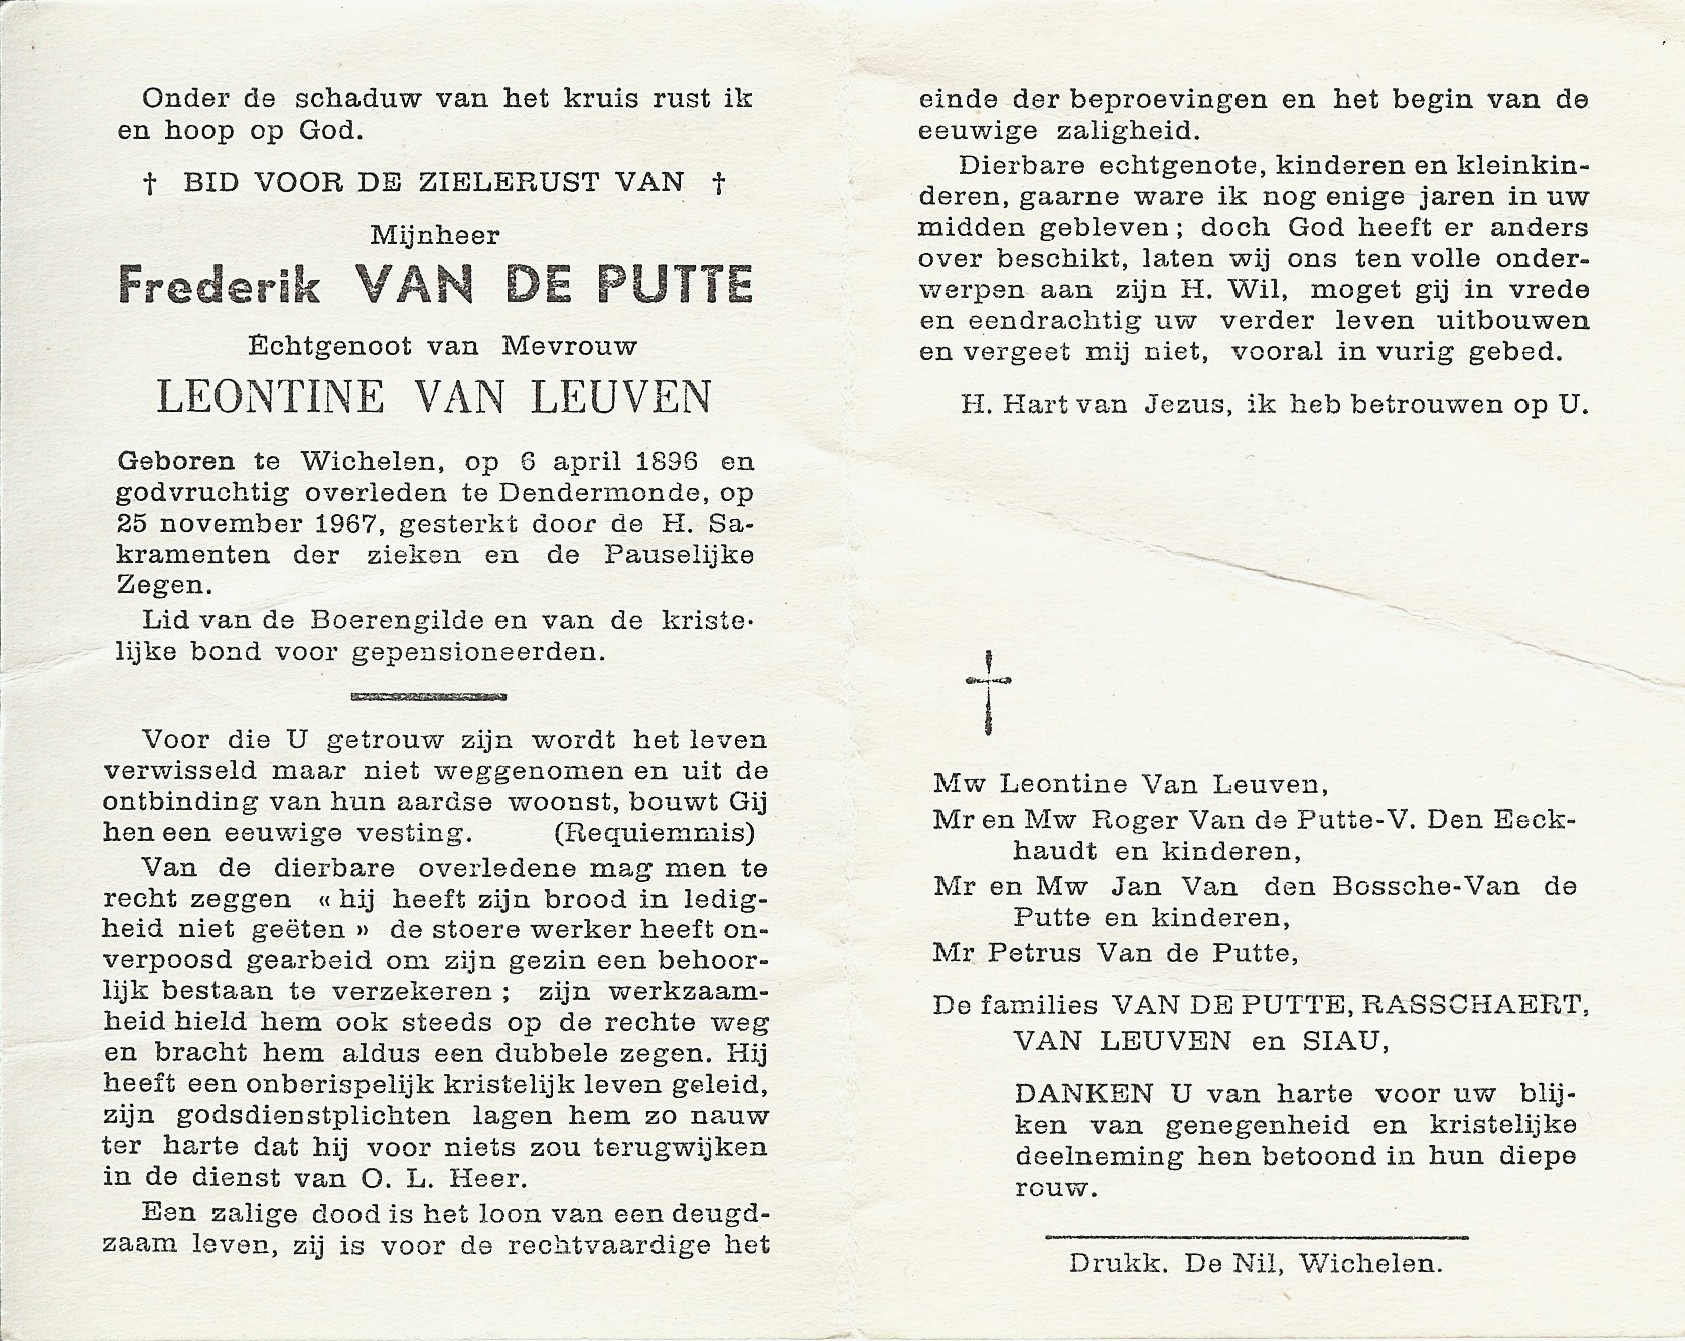 Onder de schaduw van het kruis rust ik
en hoop op God.
† BID VOOR DE ZIELERUST VAN †
Mijnheer
Frederik VAN DE PUTTE
Echtgenoot van Mevrouw
LEONTINE VAN LEUVEN
Geboren te Wichelen, op 6 april 1896 en
godvruchtig overleden te Dendermonde, op
25 november 1967, gesterkt door de H. Sa-
kramenten der zieken en de Pauselijke
Zegen.
Lid van de Boerengilde en van de kriste-
lijke bond voor gepensioneerden.
Voor die U getrouw zijn wordt het leven
verwisseld maar niet weggenomen en uit de
ontbinding van hun aardse woonst, bouwt Gij
hen een eeuwige vesting. (Requiemmis)
Van de dierbare overledene mag men te
recht zeggen « hij heeft zijn brood in ledig-
heid niet geëten » de stoere werker heeft on-
verpoosd gearbeid om zijn gezin een behoor-
lijk bestaan te verzekeren ; zijn werkzaam-
heid hield hem ook steeds op de rechte weg
en bracht hem aldus een dubbele zegen. Hij
heeft een onberispelijk kristelijk leven geleid,
zijn godsdienstplichten lagen hem zo nauw
ter harte dat hij voor niets zou terugwijken
in de dienst van O. L. Heer.
Een zalige dood is het loon van een deugd-
zaam leven, zij is voor de rechtvaardige het
einde der beproevingen en het begin van de
eeuwige zaligheid.
Dierbare echtgenote, kinderen en kleinkin-
deren, gaarne ware ik nog enige jaren in uw
midden gebleven ; doch God heeft er anders
over beschikt, laten wij ons ten volle onder-
werpen aan zijn H. Wil, moget gij in vrede
en eendrachtig uw verder leven uitbouwen
en vergeet mij niet, vooral in vurig gebed.
H. Hart van Jezus, ik heb betrouwen op U.
Mw Leontine Van Leuven,
Mr en Mw Roger Van de Putte-V. Den Eeck-
haudt en kinderen,
Mr en Mw Jan Van den Bossche-Van de
Putte en kinderen,
Mr Petrus Van de Putte,
De families VAN DE PUTTE, RASSCHAERT,
VAN LEUVEN en SIAU,
DANKEN U van harte voor uw blij-
ken van genegenheid en kristelijke
deelneming hen betoond in hun diepe
rouw.
Drukk. De Nil, Wichelen.